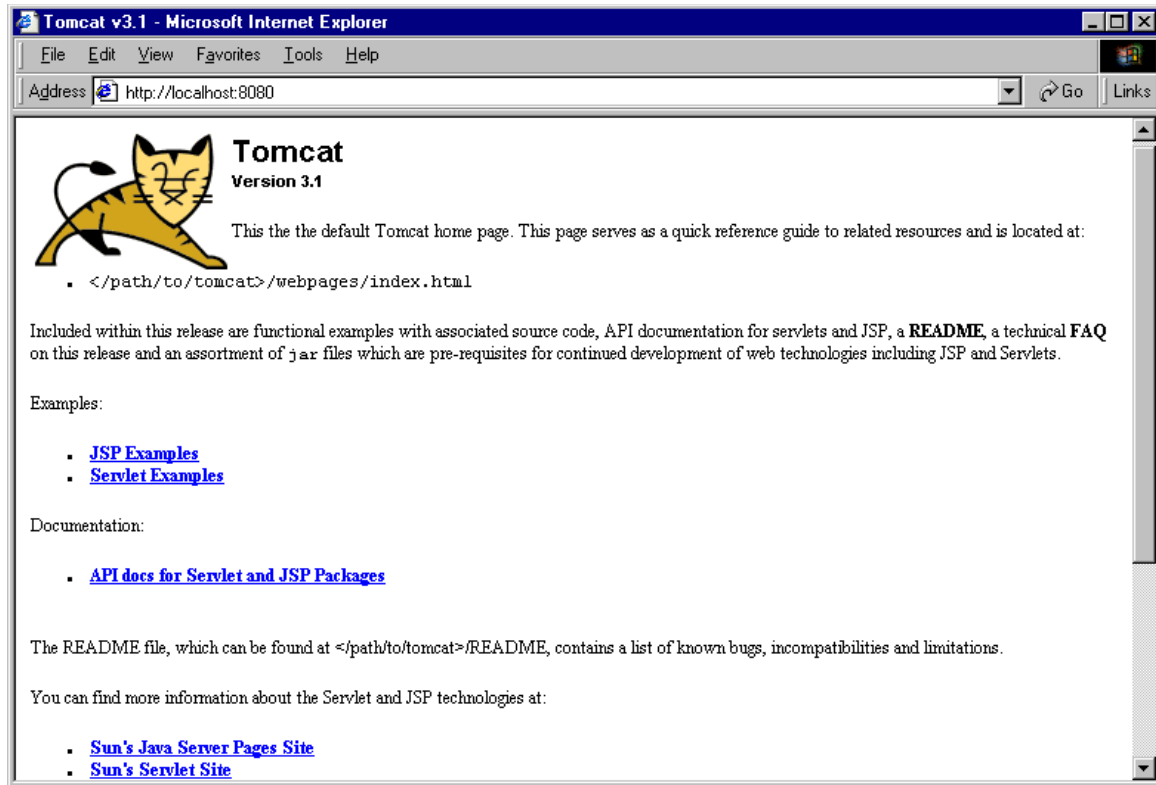 Tomcat v3.1 - Microsoft Internet Explorer
File Edit View Favorites Tools Help
Address http://localhost:8080 Go Links
Tomcat
Version 3.1
This the the default Tomcat home page. This page serves as a quick reference guide to related resources and is located at:
</path/to/tomcat>/webpages/index.html
Included within this release are functional examples with associated source code, API documentation for servlets and JSP, a README, a technical FAQ
on this release and an assortment of jar files which are pre-requisites for continued development of web technologies including JSP and Servlets.
Examples:
JSP Examples
Servlet Examples
Documentation:
API docs for Servlet and JSP Packages
The README file, which can be found at </path/to/tomcat>/README, contains a list of known bugs, incompatibilities and limitations.
You can find more information about the Servlet and JSP technologies at:
Sun's Java Server Pages Site
Sun's Servlet Site